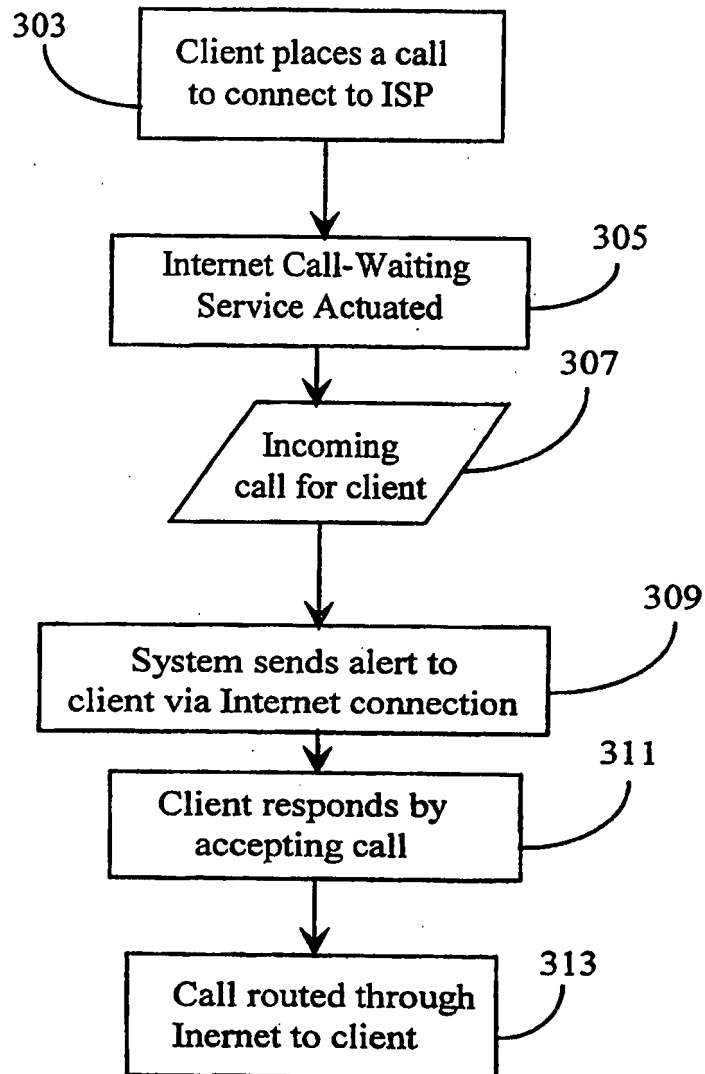 303
Client places a call
to connect to ISP
305
Internet Call-Waiting
Service Actuated
307
Incoming
call for client
309
System sends alert to
client via Internet connection
311
Client responds by
accepting call
313
Call routed through
Inernet to client